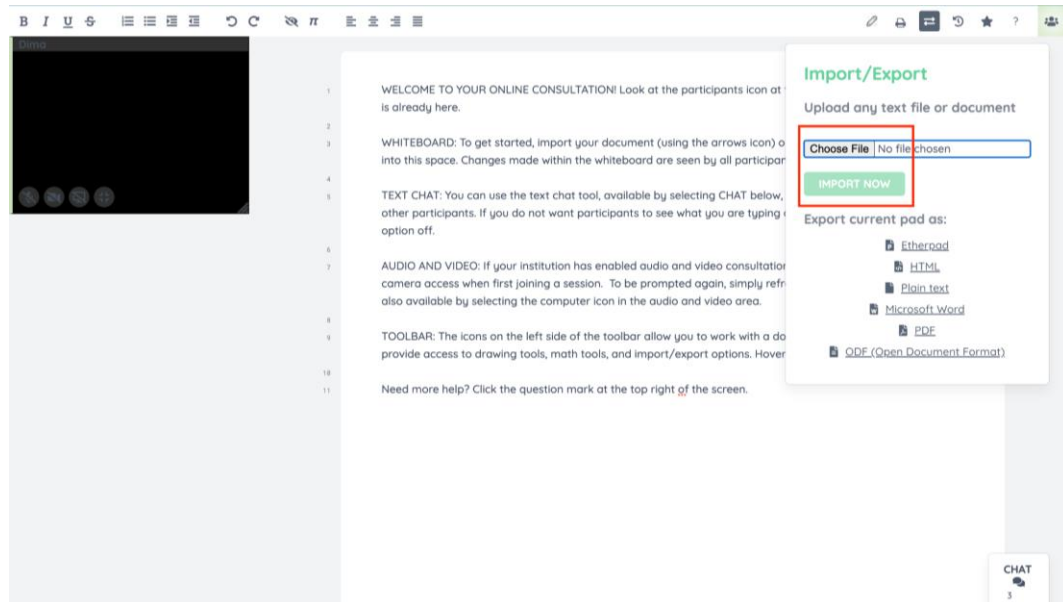 B I U S
π
?
Dima
1 WELCOME TO YOUR ONLINE CONSULTATION! Look at the participants icon at
is already here.
2
3 WHITEBOARD: To get started, import your document (using the arrows icon) o
into this space. Changes made within the whiteboard are seen by all participan
4
5 TEXT CHAT: You can use the text chat tool, available by selecting CHAT below,
other participants. If you do not want participants to see what you are typing
option off.
6
7 AUDIO AND VIDEO: If your institution has enabled audio and video consultation
camera access when first joining a session. To be prompted again, simply refr
also available by selecting the computer icon in the audio and video area.
8
9 TOOLBAR: The icons on the left side of the toolbar allow you to work with a do
provide access to drawing tools, math tools, and import/export options. Hover
10
11 Need more help? Click the question mark at the top right of the screen.
Import/Export
Upload any text file or document
Choose File No file chosen
IMPORT NOW
Export current pad as:
Etherpad
HTML
Plain text
Microsoft Word
PDF
ODF (Open Document Format)
CHAT
3